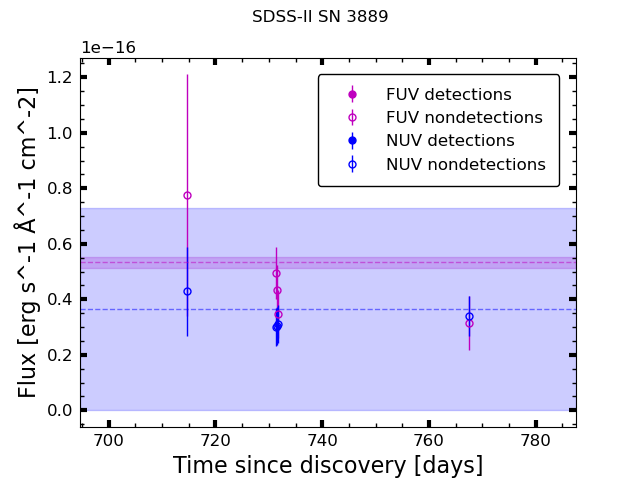 SDSS-II SN 3889
1e−16
1.2
1.0
0.8
0.6
0.4
0.2
0.0
Flux [erg s^-1 Å^-1 cm^-2]
FUV detections
FUV nondetections
NUV detections
NUV nondetections
700 720 740 760 780
Time since discovery [days]